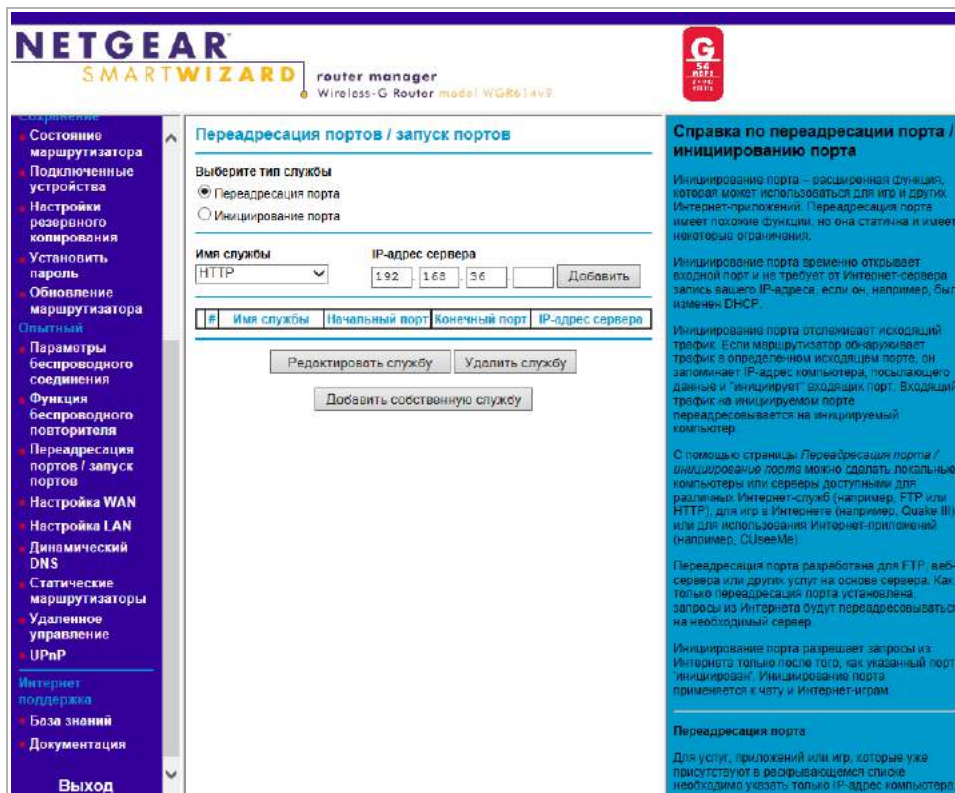 NETGEAR
SMARTWIZARD
router manager
Wireless-G Router model WGR614v9
G
54
Сохранение
Состояние
маршрутизатора
Подключенные
устройства
Настройки
резервного
копирования
Установить
пароль
Обновление
маршрутизатора
Опытный
Параметры
беспроводного
соединения
Функция
беспроводного
повторителя
Переадресация
портов / запуск
портов
Настройка WAN
Настройка LAN
Динамический
DNS
Статические
маршрутизаторы
Удаленное
управление
UPnP
Интернет
поддержка
База знаний
Документация
Выход
Переадресация портов / запуск портов
Выберите тип службы
Переадресация порта
Инициирование порта
Имя службы IP-адрес сервера
HTTP 192 . 168 . 36 . Добавить
# Имя службы Начальный порт Конечный порт IP-адрес сервера
Редактировать службу Удалить службу
Добавить собственную службу
Справка по переадресации порта /
инициированию порта
Инициирование порта – расширенная функция,
которая может использоваться для игр и других
Интернет-приложений. Переадресация порта
имеет похожие функции, но она статична и имеет
некоторые ограничения.
Инициирование порта временно открывает
входной порт и не требует от Интернет-сервера
запись вашего IP-адреса, если он, например, был
изменен DHCP.
Инициирование порта отслеживает исходящий
трафик. Если маршрутизатор обнаруживает
трафик в определенном исходящем порте, он
запоминает IP-адрес компьютера, посылающего
данные и "инициирует" входящих порт. Входящий
трафик на инициируемом порте
переадресовывается на инициируемый
компьютер.
С помощью страницы Переадресация порта /
инициирование порта можно сделать локальные
компьютеры или серверы доступными для
различных Интернет-служб (например, FTP или
HTTP), для игр в Интернете (например, Quake III)
или для использования Интернет-приложений
(например, CUseeMe).
Переадресация порта разработана для FTP, веб-
сервера или других услуг на основе сервера. Как
только переадресация порта установлена,
запросы из Интернета будут переадресовываться
на необходимый сервер.
Инициирование порта разрешает запросы из
Интернета только после того, как указанный порт
'инициирован'. Инициирование порта
применяется к чату и Интернет-играм.
Переадресация порта
Для услуг, приложений или игр, которые уже
присутствуют в раскрывающемся списке
необходимо указать только IP-адрес компьютера